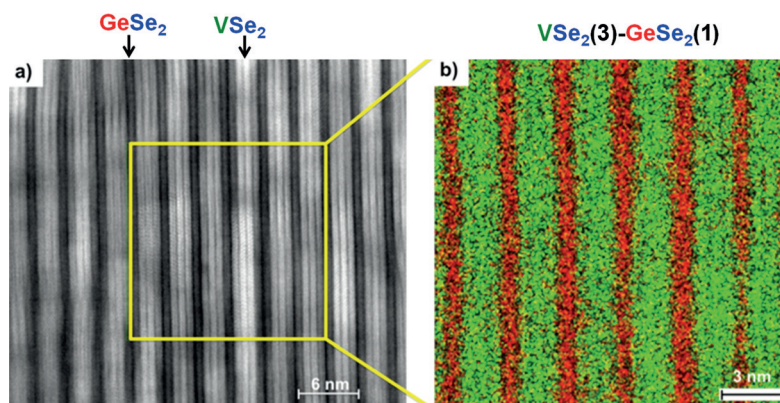 GeSe₂ VSe₂
VSe₂(3)-GeSe₂(1)
a)
b)
6 nm
3 nm